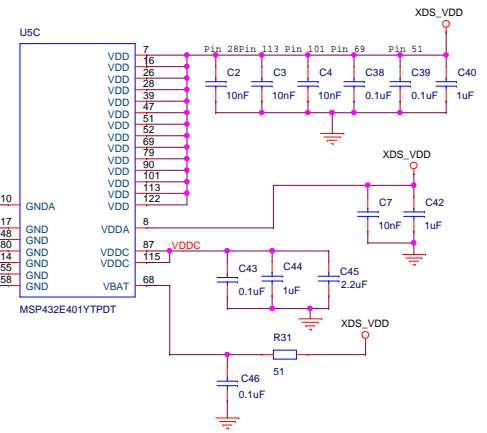 XDS_VDD
U5C
7 Pin 28 Pin 113 Pin 101 Pin 69 Pin 51
VDD
16
VDD
26
VDD
28
VDD
39
VDD
47
VDD
51
VDD
52
VDD
69
VDD
79
VDD
90
VDD
101
VDD
113
VDD
122
VDD
C2 C3 C4 C38 C39 C40
10nF 10nF 10nF 0.1uF 0.1uF 1uF
XDS_VDD
10 GNDA
17 GND VDDA 8
C7 C42
10nF 1uF
48 GND
80 GND VDDC 87 VDDC
14 GND VDDC 115
55 GND
58 GND VBAT 68
C43 C44 C45
0.1uF 1uF 2.2uF
MSP432E401YTPDT
XDS_VDD
R31
51
C46
0.1uF